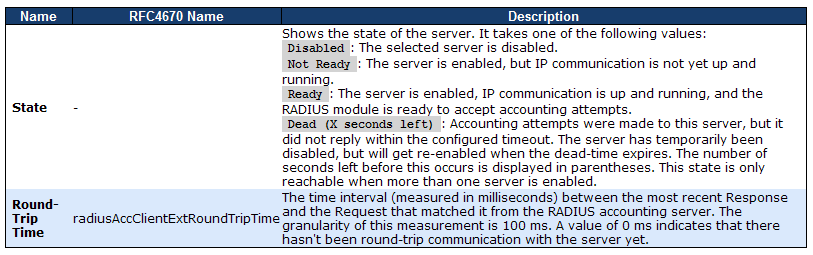 Name RFC4670 Name Description
Shows the state of the server. It takes one of the following values:
Disabled : The selected server is disabled.
Not Ready : The server is enabled, but IP communication is not yet up and
running.
Ready : The server is enabled, IP communication is up and running, and the
State - RADIUS module is ready to accept accounting attempts.
Dead (X seconds left) : Accounting attempts were made to this server, but it
did not reply within the configured timeout. The server has temporarily been
disabled, but will get re-enabled when the dead-time expires. The number of
seconds left before this occurs is displayed in parentheses. This state is only
reachable when more than one server is enabled.
Round-
Trip
Time
radiusAccClientExtRoundTripTime
The time interval (measured in milliseconds) between the most recent Response
and the Request that matched it from the RADIUS accounting server. The
granularity of this measurement is 100 ms. A value of 0 ms indicates that there
hasn't been round-trip communication with the server yet.